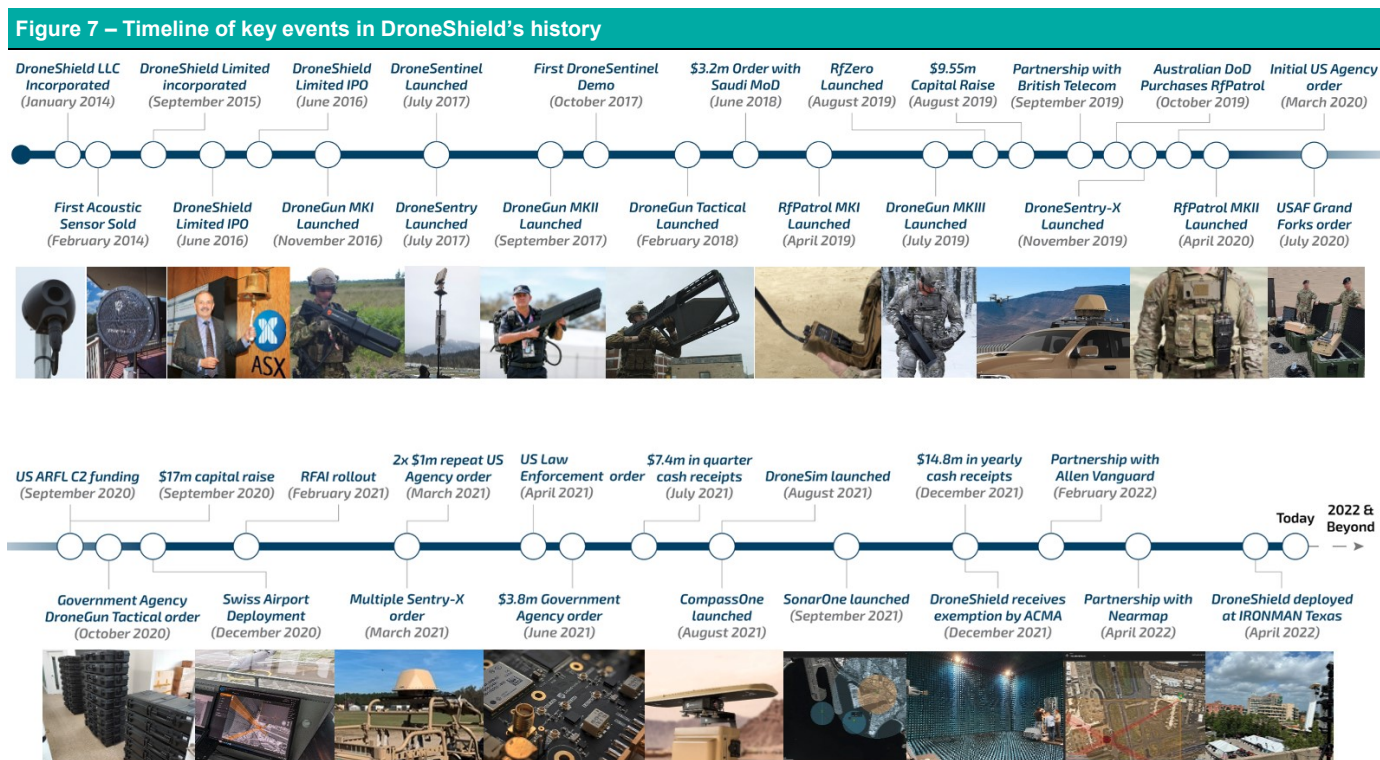 Figure 7 – Timeline of key events in DroneShield's history
DroneShield LLC
Incorporated
(January 2014)
DroneShield Limited
incorporated
(September 2015)
DroneShield
Limited IPO
(June 2016)
DroneSentinel
Launched
(July 2017)
First DroneSentinel
Demo
(October 2017)
$3.2m Order with
Saudi MoD
(June 2018)
RfZero
Launched
(August 2019)
$9.55m
Capital Raise
(August 2019)
Partnership with
British Telecom
(September 2019)
Australian DoD
Purchases RfPatrol
(October 2019)
Initial US Agency
order
(March 2020)
First Acoustic
Sensor Sold
(February 2014)
DroneShield
Limited IPO
(June 2016)
DroneGun MKI
Launched
(November 2016)
DroneSentry
Launched
(July 2017)
DroneGun MKII
Launched
(September 2017)
DroneGun Tactical
Launched
(February 2018)
RfPatrol MKI
Launched
(April 2019)
DroneGun MKIII
Launched
(July 2019)
DroneSentry-X
Launched
(November 2019)
RfPatrol MKII
Launched
(April 2020)
USAF Grand
Forks order
(July 2020)
ASX
US ARFL C2 funding
(September 2020)
$17m capital raise
(September 2020)
RFAI rollout
(February 2021)
2x $1m repeat US
Agency order
(March 2021)
US Law
Enforcement order
(April 2021)
$7.4m in quarter
cash receipts
(July 2021)
DroneSim launched
(August 2021)
$14.8m in yearly
cash receipts
(December 2021)
Partnership with
Allen Vanguard
(February 2022)
Today
2022 &
Beyond
Government Agency
DroneGun Tactical order
(October 2020)
Swiss Airport
Deployment
(December 2020)
Multiple Sentry-X
order
(March 2021)
$3.8m Government
Agency order
(June 2021)
CompassOne
launched
(August 2021)
SonarOne launched
(September 2021)
DroneShield receives
exemption by ACMA
(December 2021)
Partnership with
Nearmap
(April 2022)
DroneShield deployed
at IRONMAN Texas
(April 2022)